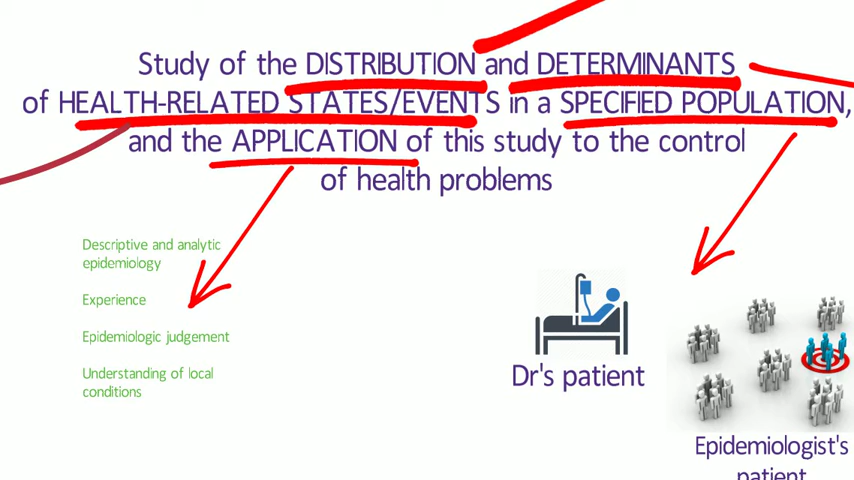 Study of the DISTRIBUTION and DETERMINANTS
of HEALTH-RELATED STATES/EVENTS in a SPECIFIED POPULATION,
and the APPLICATION of this study to the control
of health problems
Descriptive and analytic
epidemiology
Experience
Epidemiologic judgement
Understanding of local
conditions
Dr's patient
Epidemiologist's
patient